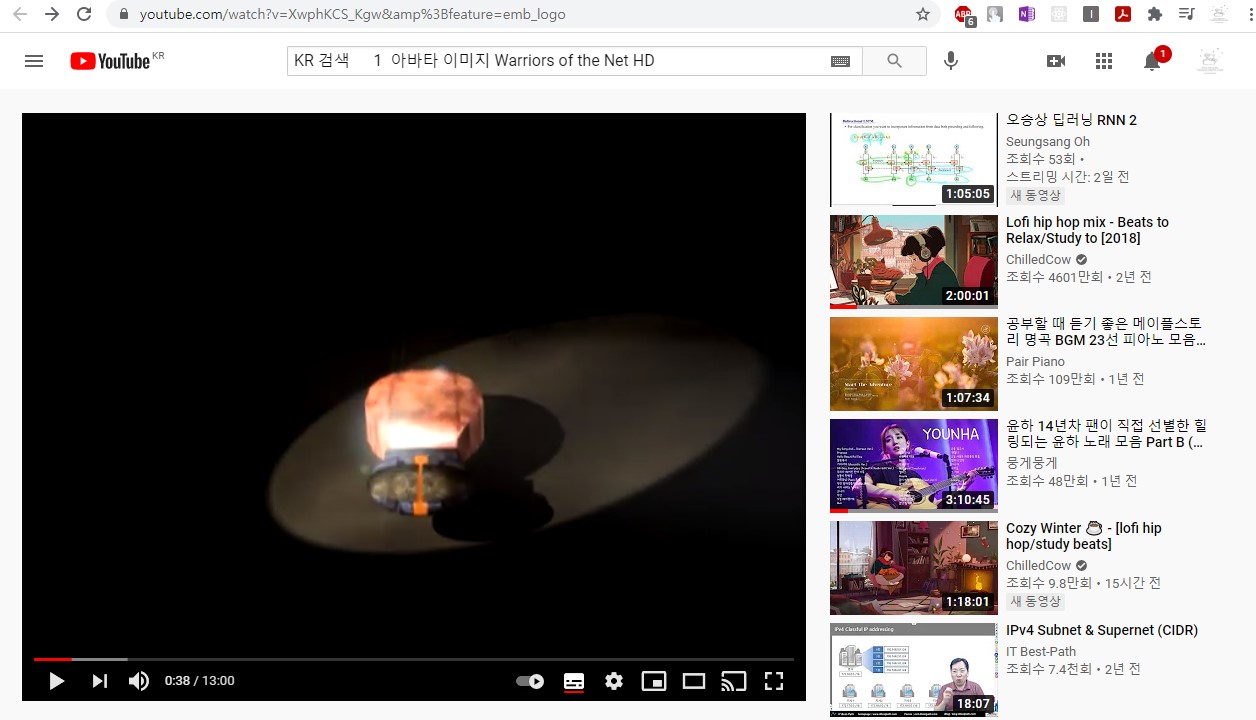 youtube.com/watch?v=XwphKCS_Kgw&amp%3Bfeature=emb_logo
ABP
6
YouTube KR
KR 검색 1 아바타 이미지 Warriors of the Net HD
1
오승상 딥러닝 RNN 2
Seungsang Oh
조회수 53회 •
스트리밍 시간: 2일 전
새 동영상
1:05:05
Lofi hip hop mix - Beats to
Relax/Study to [2018]
ChilledCow
조회수 4601만회 • 2년 전
2:00:01
공부할 때 듣기 좋은 메이플스토
리 명곡 BGM 23선 피아노 모음...
Pair Piano
조회수 109만회 • 1년 전
Start The Adventure
1:07:34
윤하 14년차 팬이 직접 선별한 힐
링되는 윤하 노래 모음 Part B (...
뭉게뭉게
조회수 48만회 • 1년 전
YOUNHA
3:10:45
Cozy Winter ☕ - [lofi hip
hop/study beats]
ChilledCow
조회수 9.8만회 • 15시간 전
새 동영상
1:18:01
IPv4 Subnet & Supernet (CIDR)
IT Best-Path
조회수 7.4천회 • 2년 전
IPv4 Classful IP addressing
18:07
0:38 / 13:00